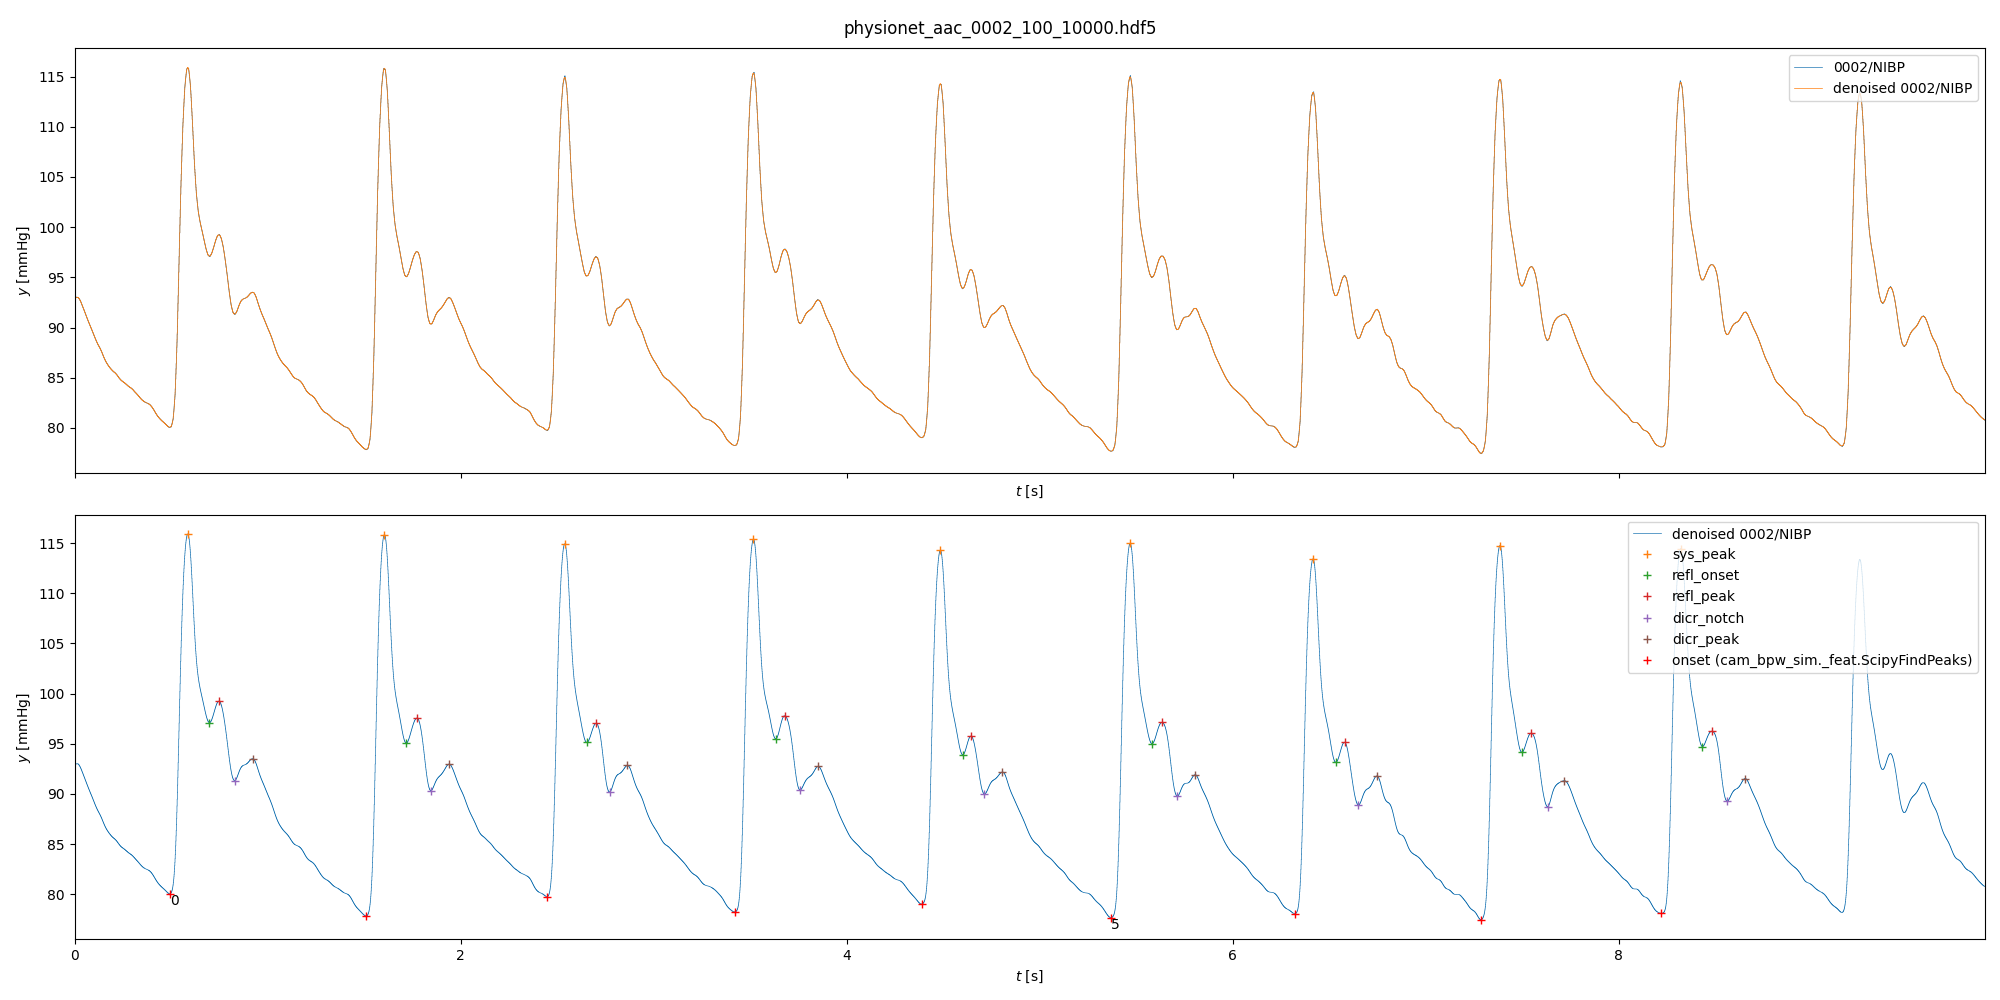 physionet_aac_0002_100_10000.hdf5
0002/NIBP
denoised 0002/NIBP
115
110
105
100
95
90
85
80
y [mmHg]
t [s]
denoised 0002/NIBP
sys_peak
refl_onset
refl_peak
dicr_notch
dicr_peak
onset (cam_bpw_sim._feat.ScipyFindPeaks)
115
110
105
100
95
90
85
80
y [mmHg]
0
5
0 2 4 6 8
t [s]